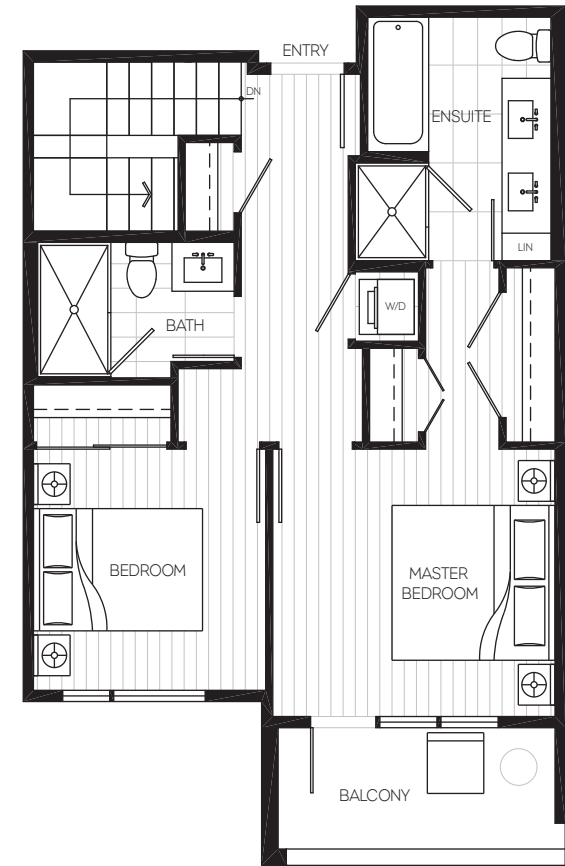 ENTRY
DN
ENSUITE
LIN
BATH
W/D
BEDROOM
MASTER
BEDROOM
BALCONY